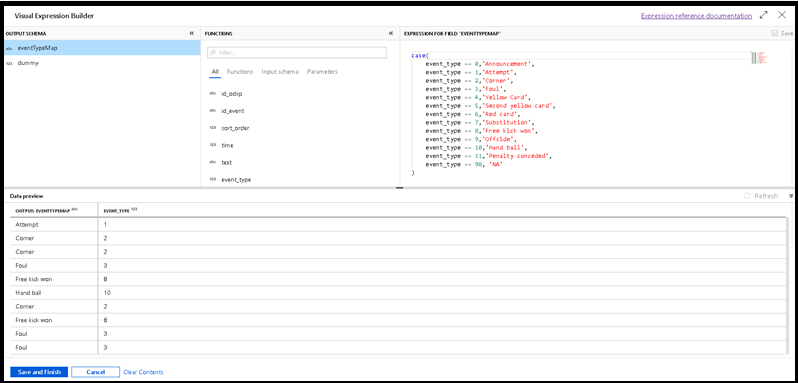 Visual Expression Builder
Expression reference documentation
OUTPUT SCHEMA
«
FUNCTIONS
«
EXPRESSION FOR FIELD "EVENTTYPEMAP"
Save
abc eventTypeMap
123 dummy
Filter...
All Functions Input schema Parameters
abc id_odsp
abc id_event
123 sort_order
123 time
abc text
123 event_type
case(
event_type == 0,'Announcement',
event_type == 1,"Attempt",
event_type == 2,"Corner",
event_type == 3,"Foul",
event_type == 4,"Yellow Card",
event_type == 5,"Second yellow card",
event_type == 6,"Red card",
event_type == 7,"Substitution",
event_type == 8,"Free kick won",
event_type == 9,"Offside",
event_type == 10,"Hand ball",
event_type == 11,"Penalty conceded",
event_type == 90, 'NA'
)
Data preview
Refresh
OUTPUT: EVENTTYPEMAP abc EVENT_TYPE 123
Attempt 1
Corner 2
Corner 2
Foul 3
Free kick won 8
Hand ball 10
Corner 2
Free kick won 8
Foul 3
Foul 3
Save and Finish Cancel Clear Contents